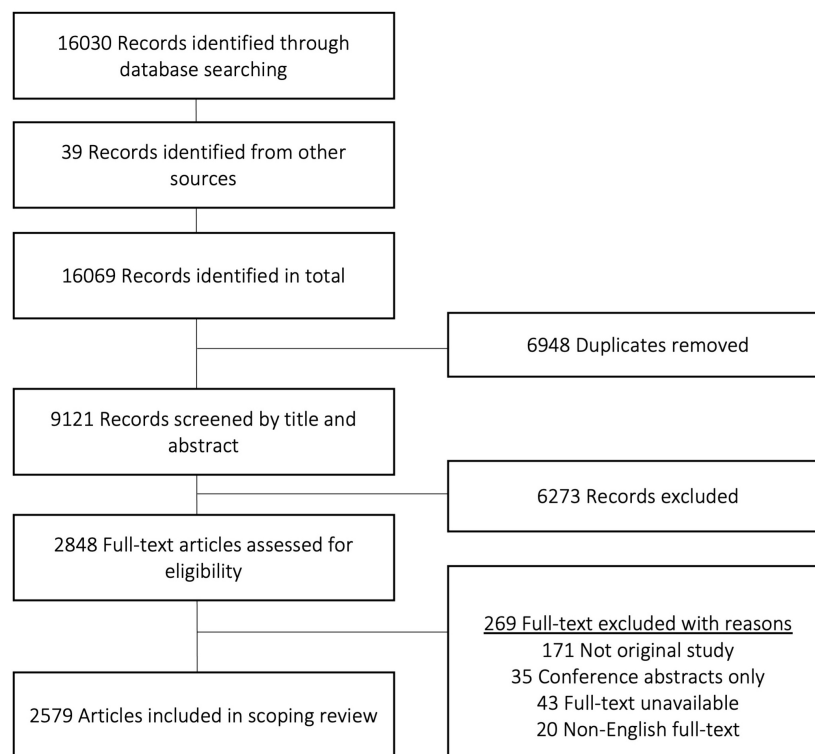 16030 Records identified through
database searching
39 Records identified from other
sources
16069 Records identified in total
6948 Duplicates removed
9121 Records screened by title and
abstract
6273 Records excluded
2848 Full-text articles assessed for
eligibility
269 Full-text excluded with reasons
171 Not original study
35 Conference abstracts only
43 Full-text unavailable
20 Non-English full-text
2579 Articles included in scoping review